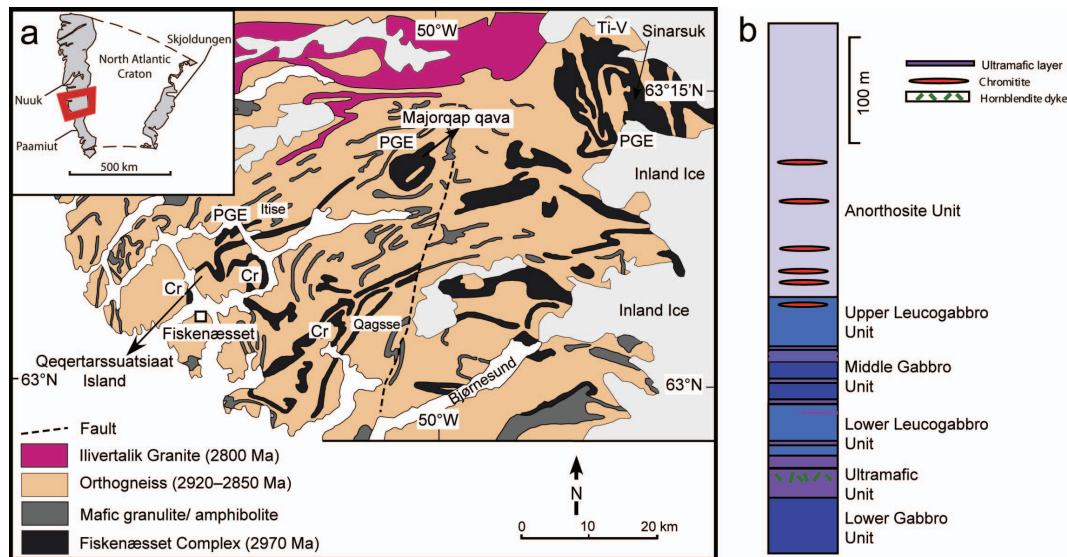 a
50°W
Ti-V
Sinarsuk
Skjoldungen
North Atlantic
Craton
Nuuk
Paamiut
500 km
63°15'N
Majorqap qava
PGE
PGE
Inland Ice
PGE
Itise
Cr
Cr
Fiskenæsset
Cr
Qagsse
Inland Ice
Qeqertarssuatsiaat
Island
63°N
Bjørnesund
63°N
50°W
Fault
Ilivertalik Granite (2800 Ma)
Orthogneiss (2920–2850 Ma)
Mafic granulite/ amphibolite
Fiskenæsset Complex (2970 Ma)
N
0 10 20 km
b
100 m
Ultramafic layer
Chromitite
Hornblendite dyke
Anorthosite Unit
Upper Leucogabbro
Unit
Middle Gabbro
Unit
Lower Leucogabbro
Unit
Ultramafic
Unit
Lower Gabbro
Unit